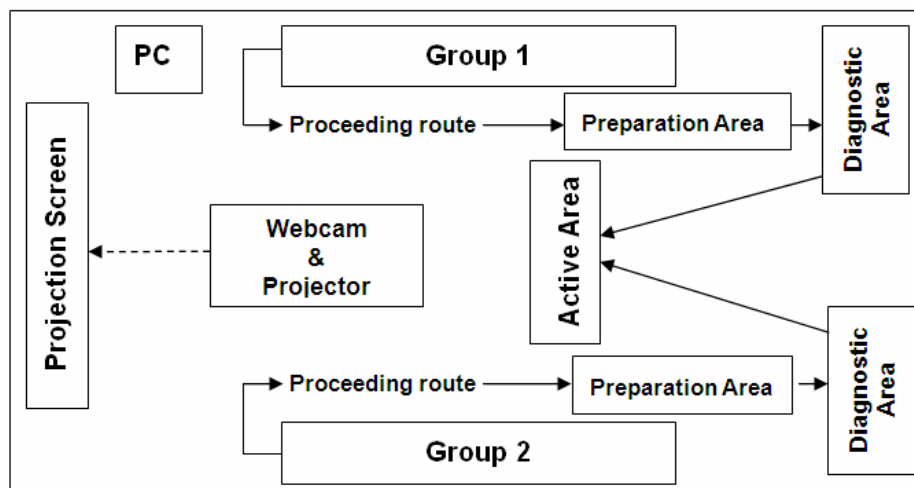 PC
Group 1
Proceeding route
Preparation Area
Diagnostic
Area
Projection Screen
Webcam
&
Projector
Active Area
Proceeding route
Preparation Area
Diagnostic
Area
Group 2